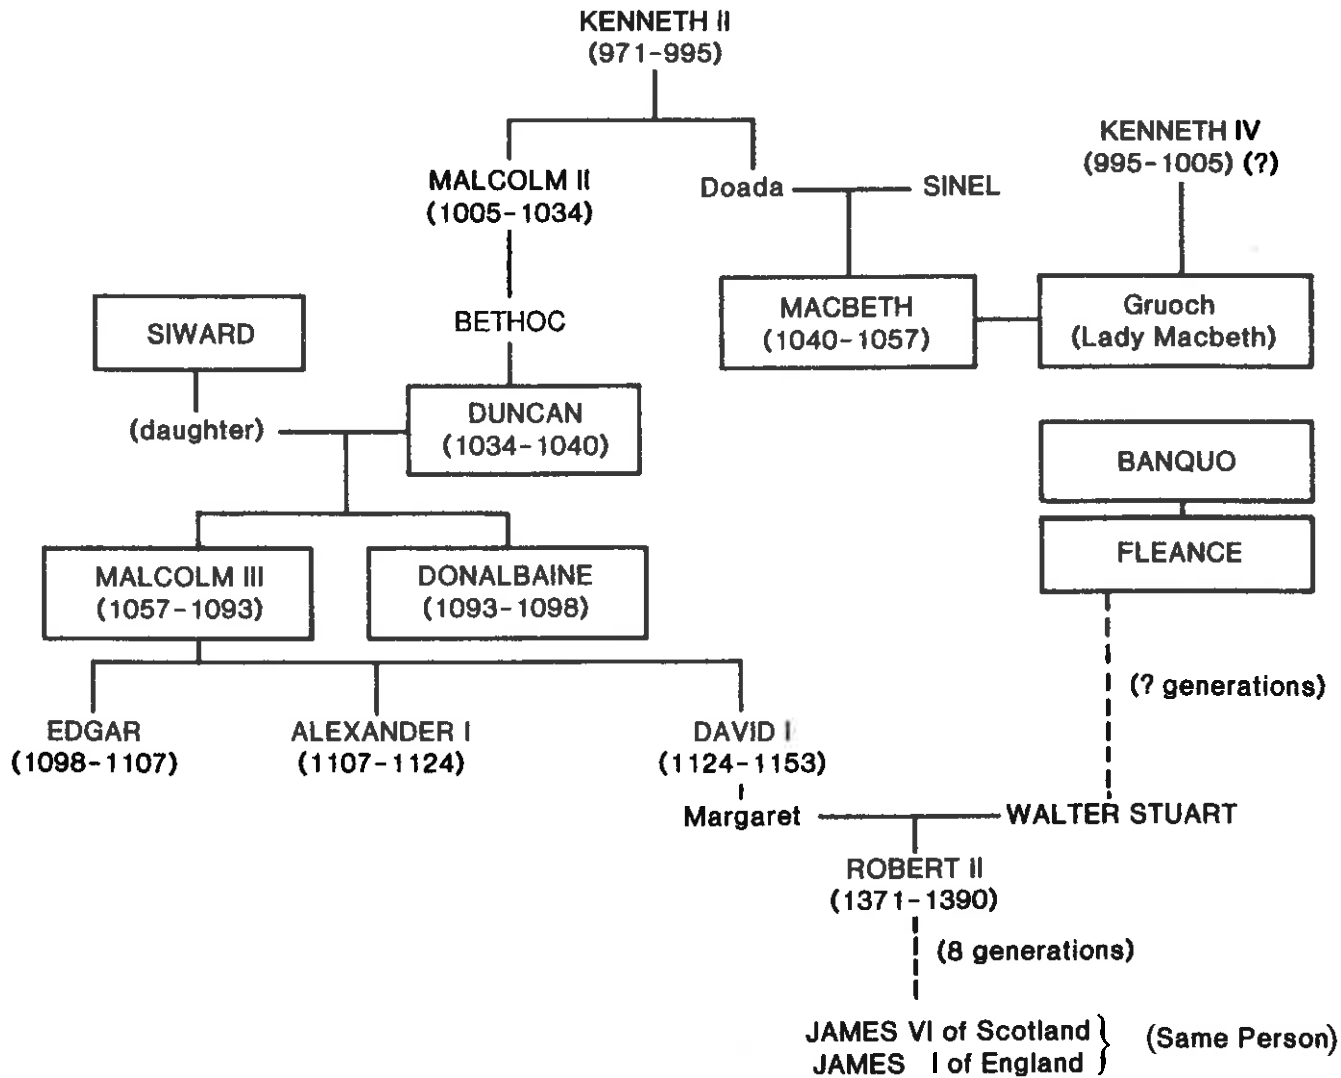 KENNETH II
(971-995)
KENNETH IV
(995-1005) (?)
MALCOLM II
(1005-1034)
Doada
SINEL
SIWARD
BETHOC
MACBETH
(1040-1057)
Gruoch
(Lady Macbeth)
(daughter)
DUNCAN
(1034-1040)
BANQUO
FLEANCE
MALCOLM III
(1057-1093)
DONALBAINE
(1093-1098)
(? generations)
EDGAR
(1098-1107)
ALEXANDER I
(1107-1124)
DAVID I
(1124-1153)
Margaret
WALTER STUART
ROBERT II
(1371-1390)
(8 generations)
JAMES VI of Scotland
JAMES I of England
(Same Person)